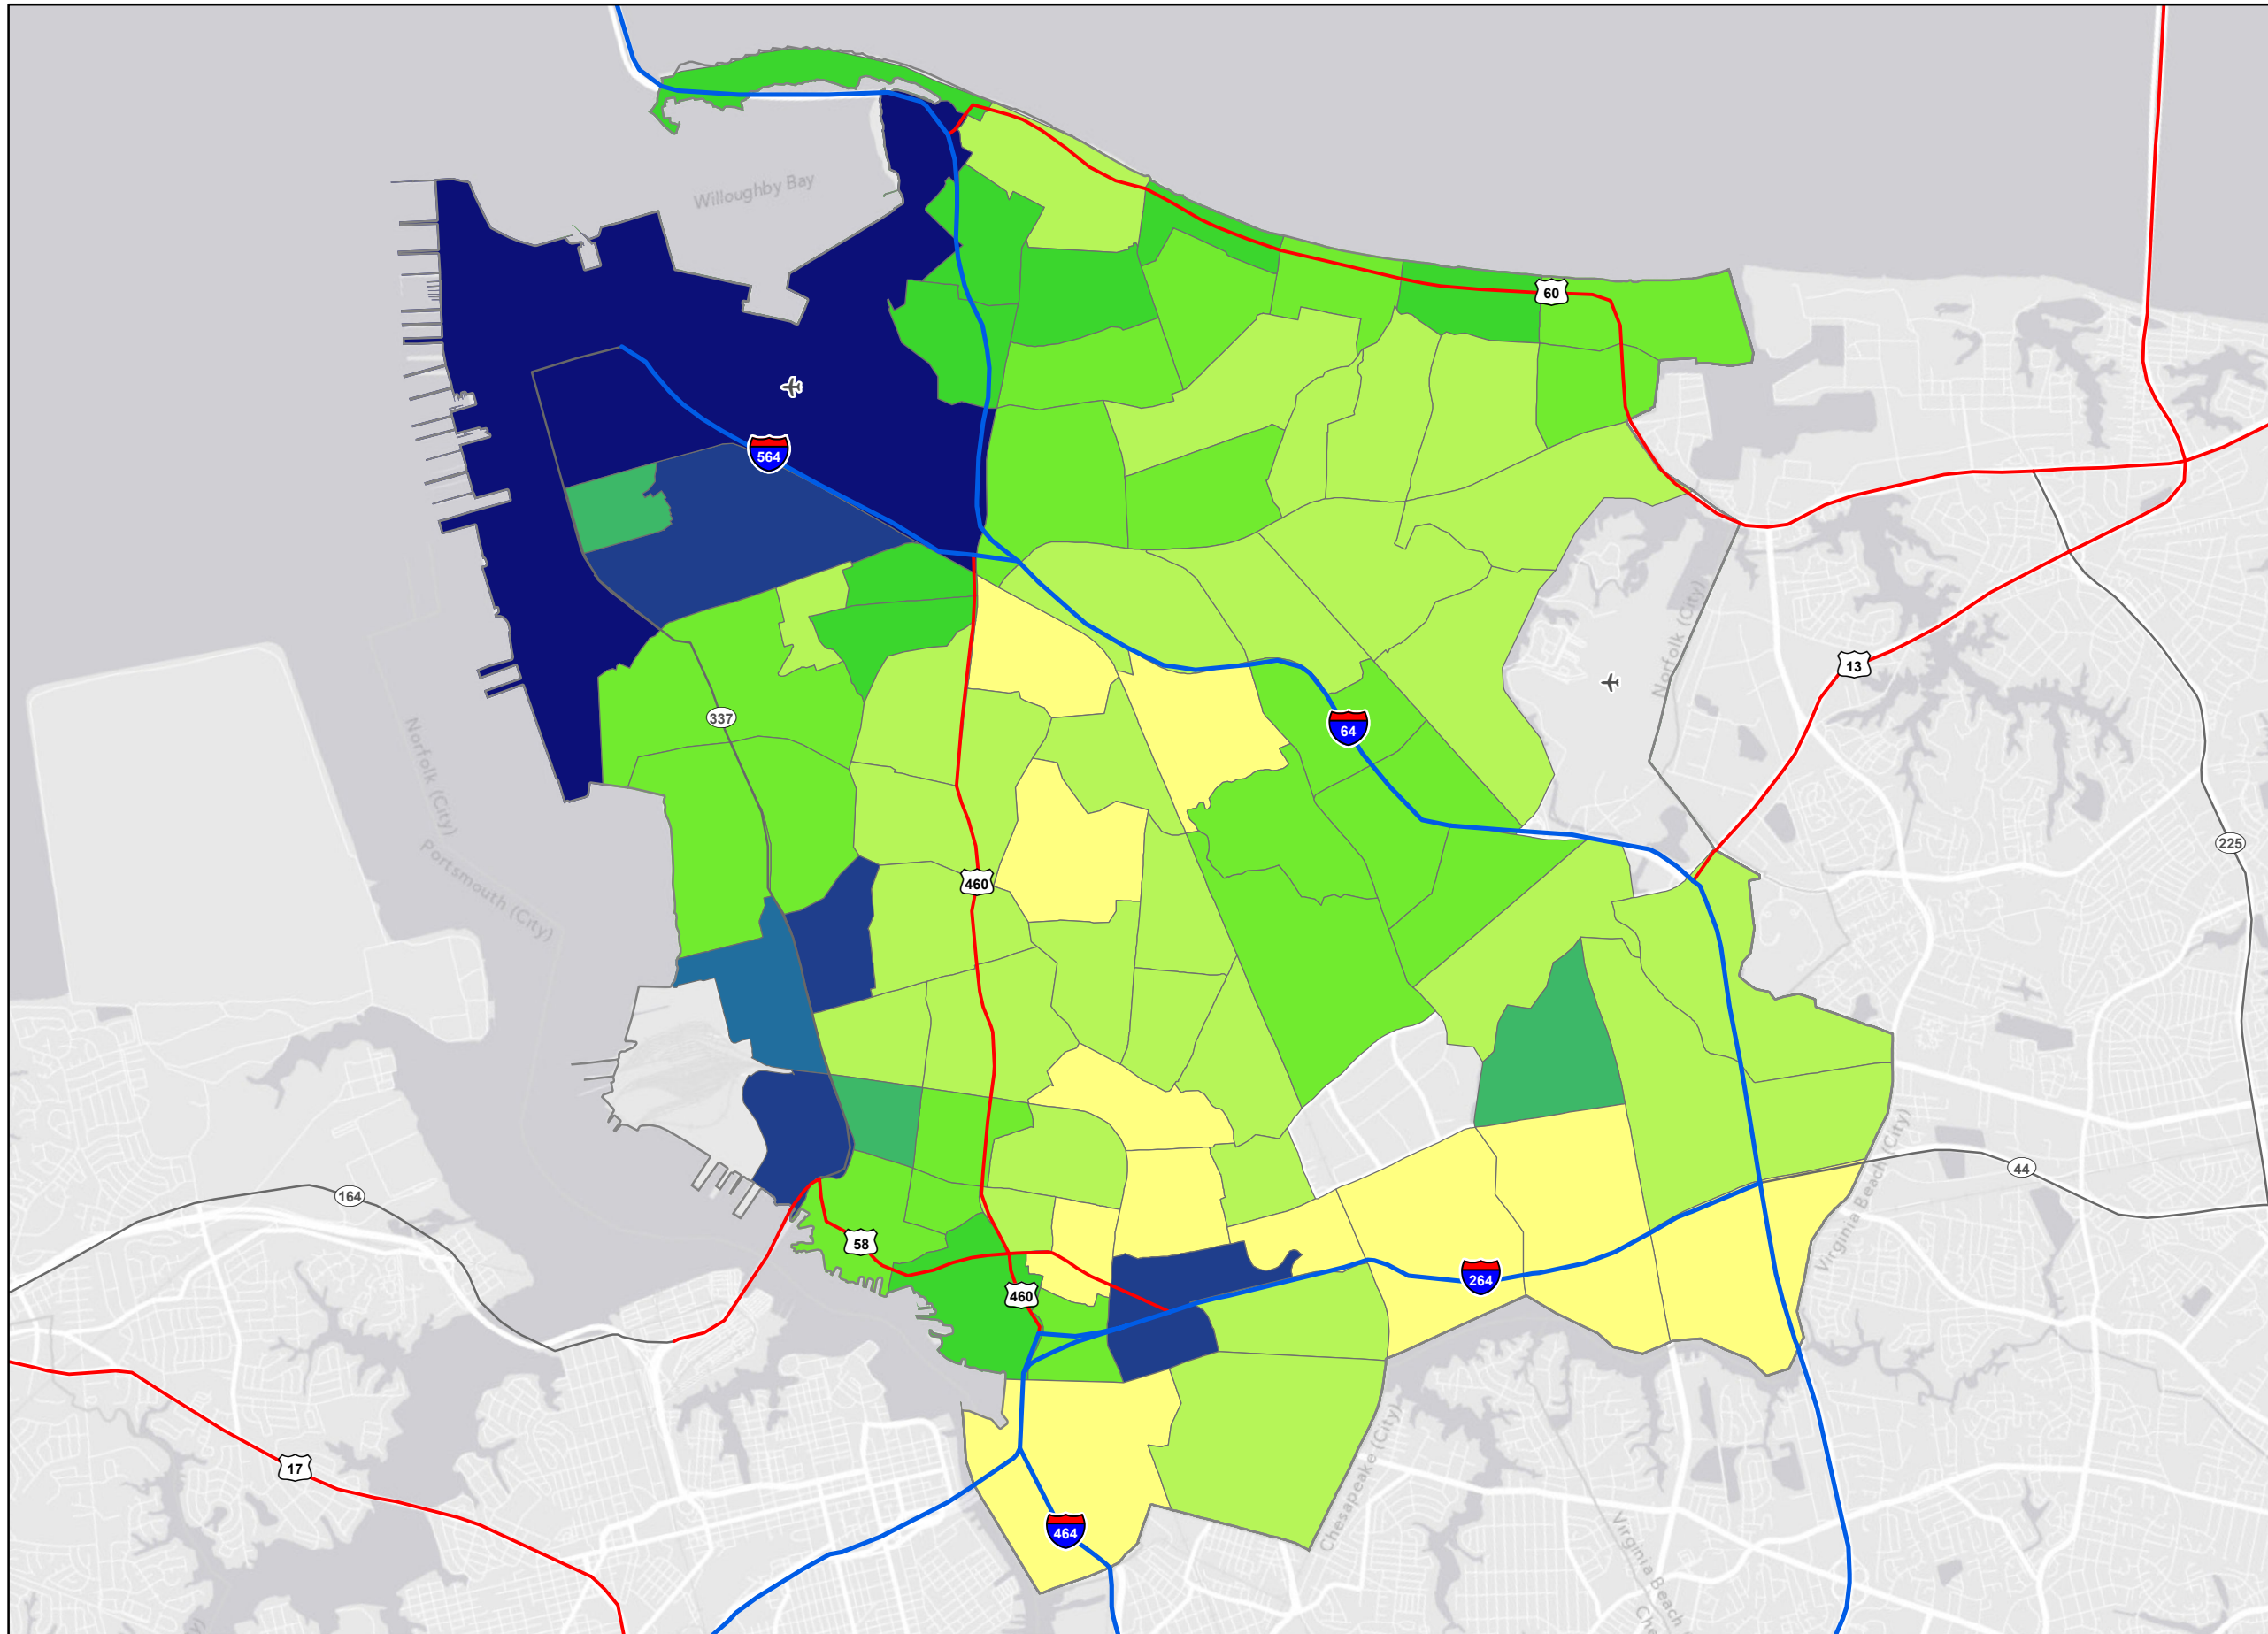 Willoughby Bay
60
564
13
Norfolk (City)
337
64
Norfolk (City)
Portsmouth (City)
225
460
44
164
58
Virginia Beach (City)
264
460
17
Chesapeake (City)
464
Virginia Beach